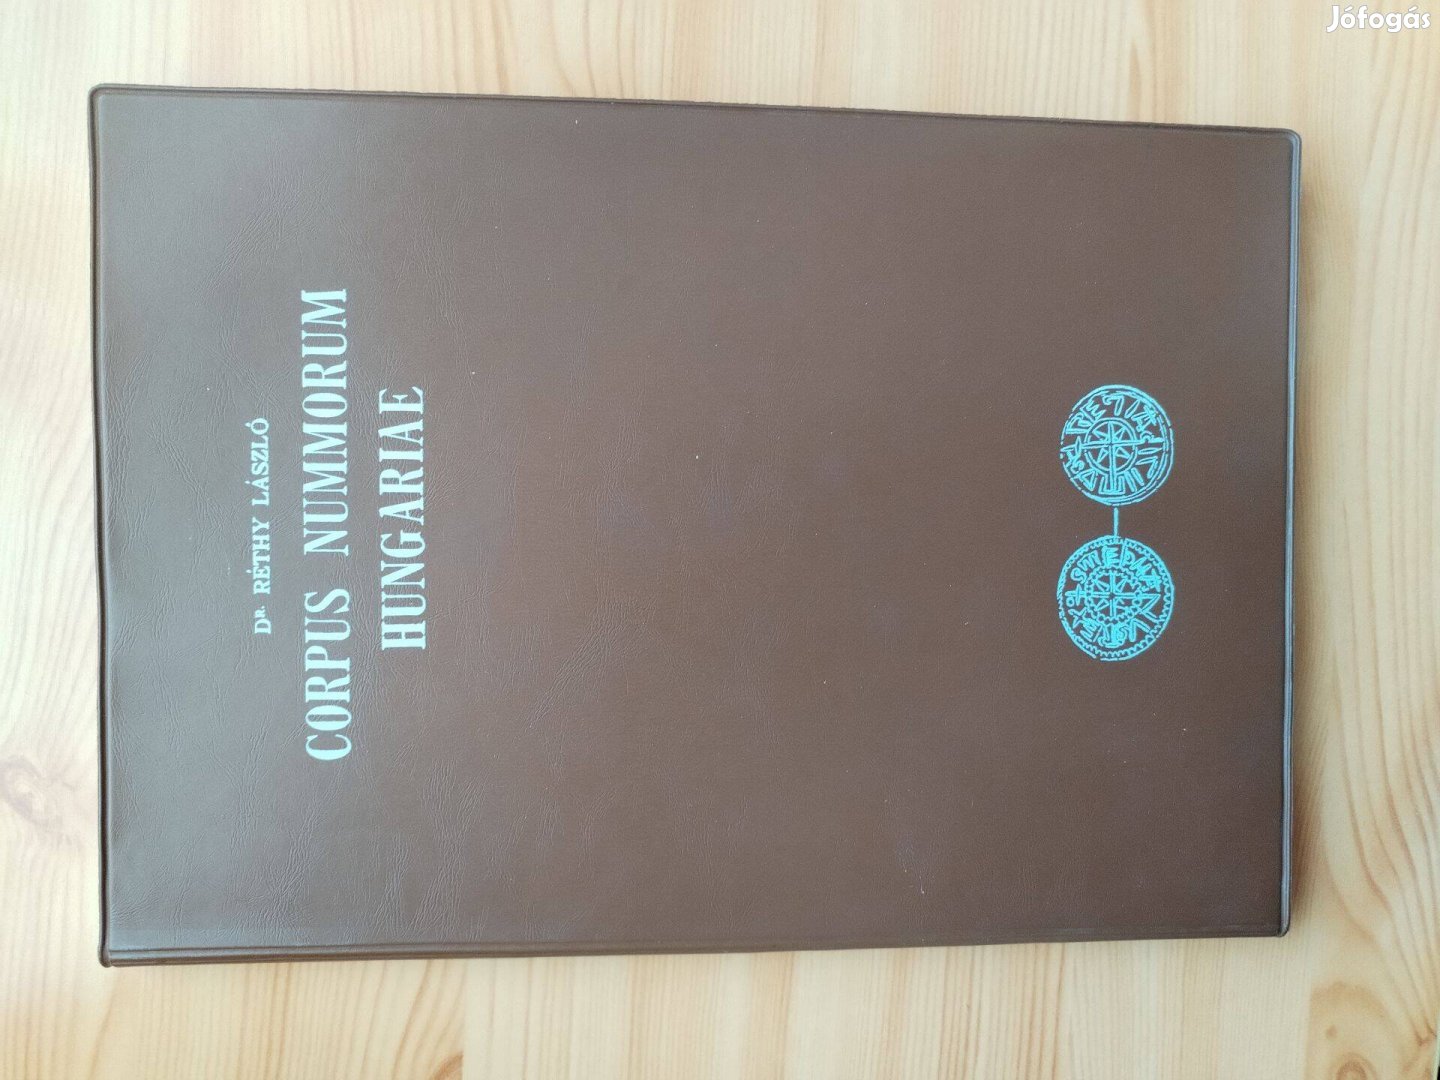 Jófogás
DR. RÉTHY LÁSZLÓ
CORPUS NUMMORUM
HUNGARIAE